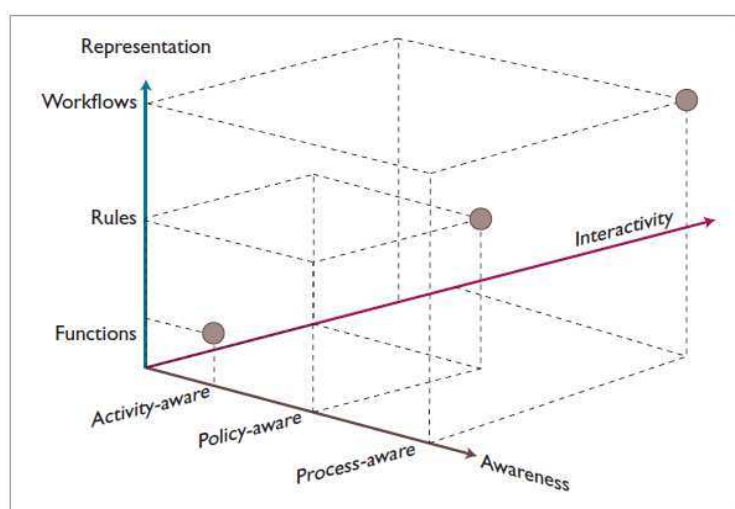 Representation
Workflows
Rules
Interactivity
Functions
Activity-aware
Policy-aware
Process-aware
Awareness